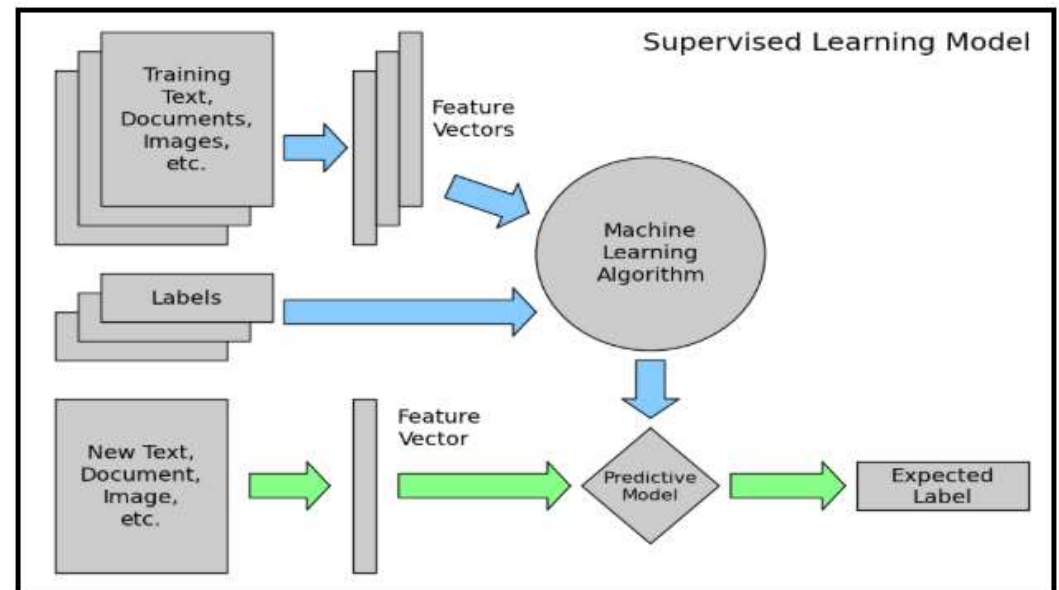 Supervised Learning Model
Training
Text,
Documents,
Images,
etc.
Feature
Vectors
Machine
Learning
Algorithm
Labels
New Text,
Document,
Image,
etc.
Feature
Vector
Predictive
Model
Expected
Label